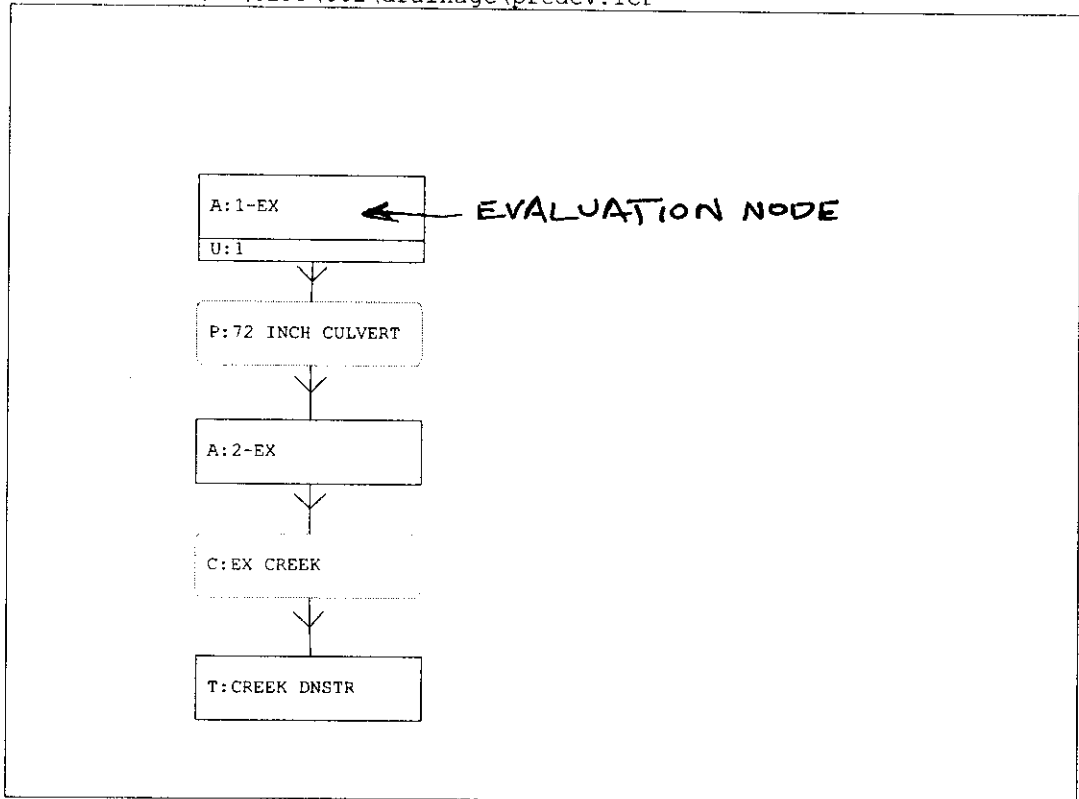 A:1-EX
EVALUATION NODE
U:1
P:72 INCH CULVERT
A:2-EX
C:EX CREEK
T:CREEK DNSTR